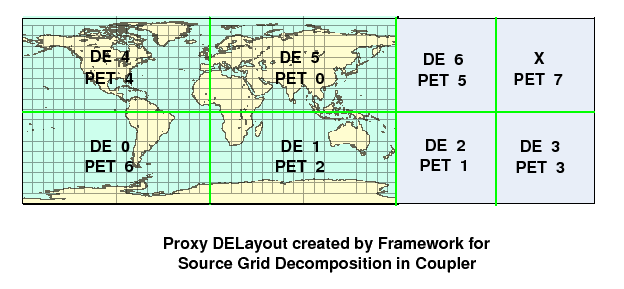 DE 4
PET 4
DE 5
PET 0
DE 6
PET 5
X
PET 7
DE 0
PET 6
DE 1
PET 2
DE 2
PET 1
DE 3
PET 3
Proxy DELayout created by Framework for
Source Grid Decomposition in Coupler